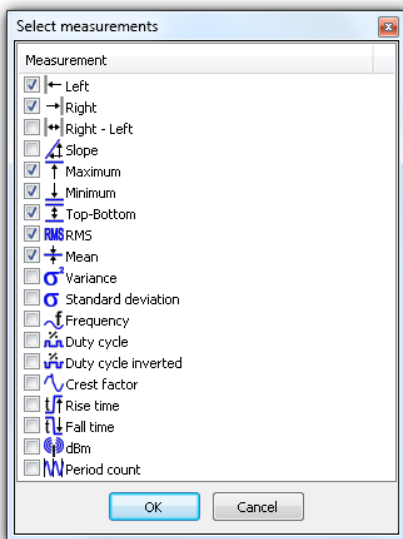 Select measurements
Measurement
Left
Right
Right - Left
Slope
Maximum
Minimum
Top-Bottom
RMS RMS
Mean
σ² Variance
σ Standard deviation
f Frequency
% Duty cycle
% Duty cycle inverted
Crest factor
t Rise time
t Fall time
dBm
Period count
OK Cancel